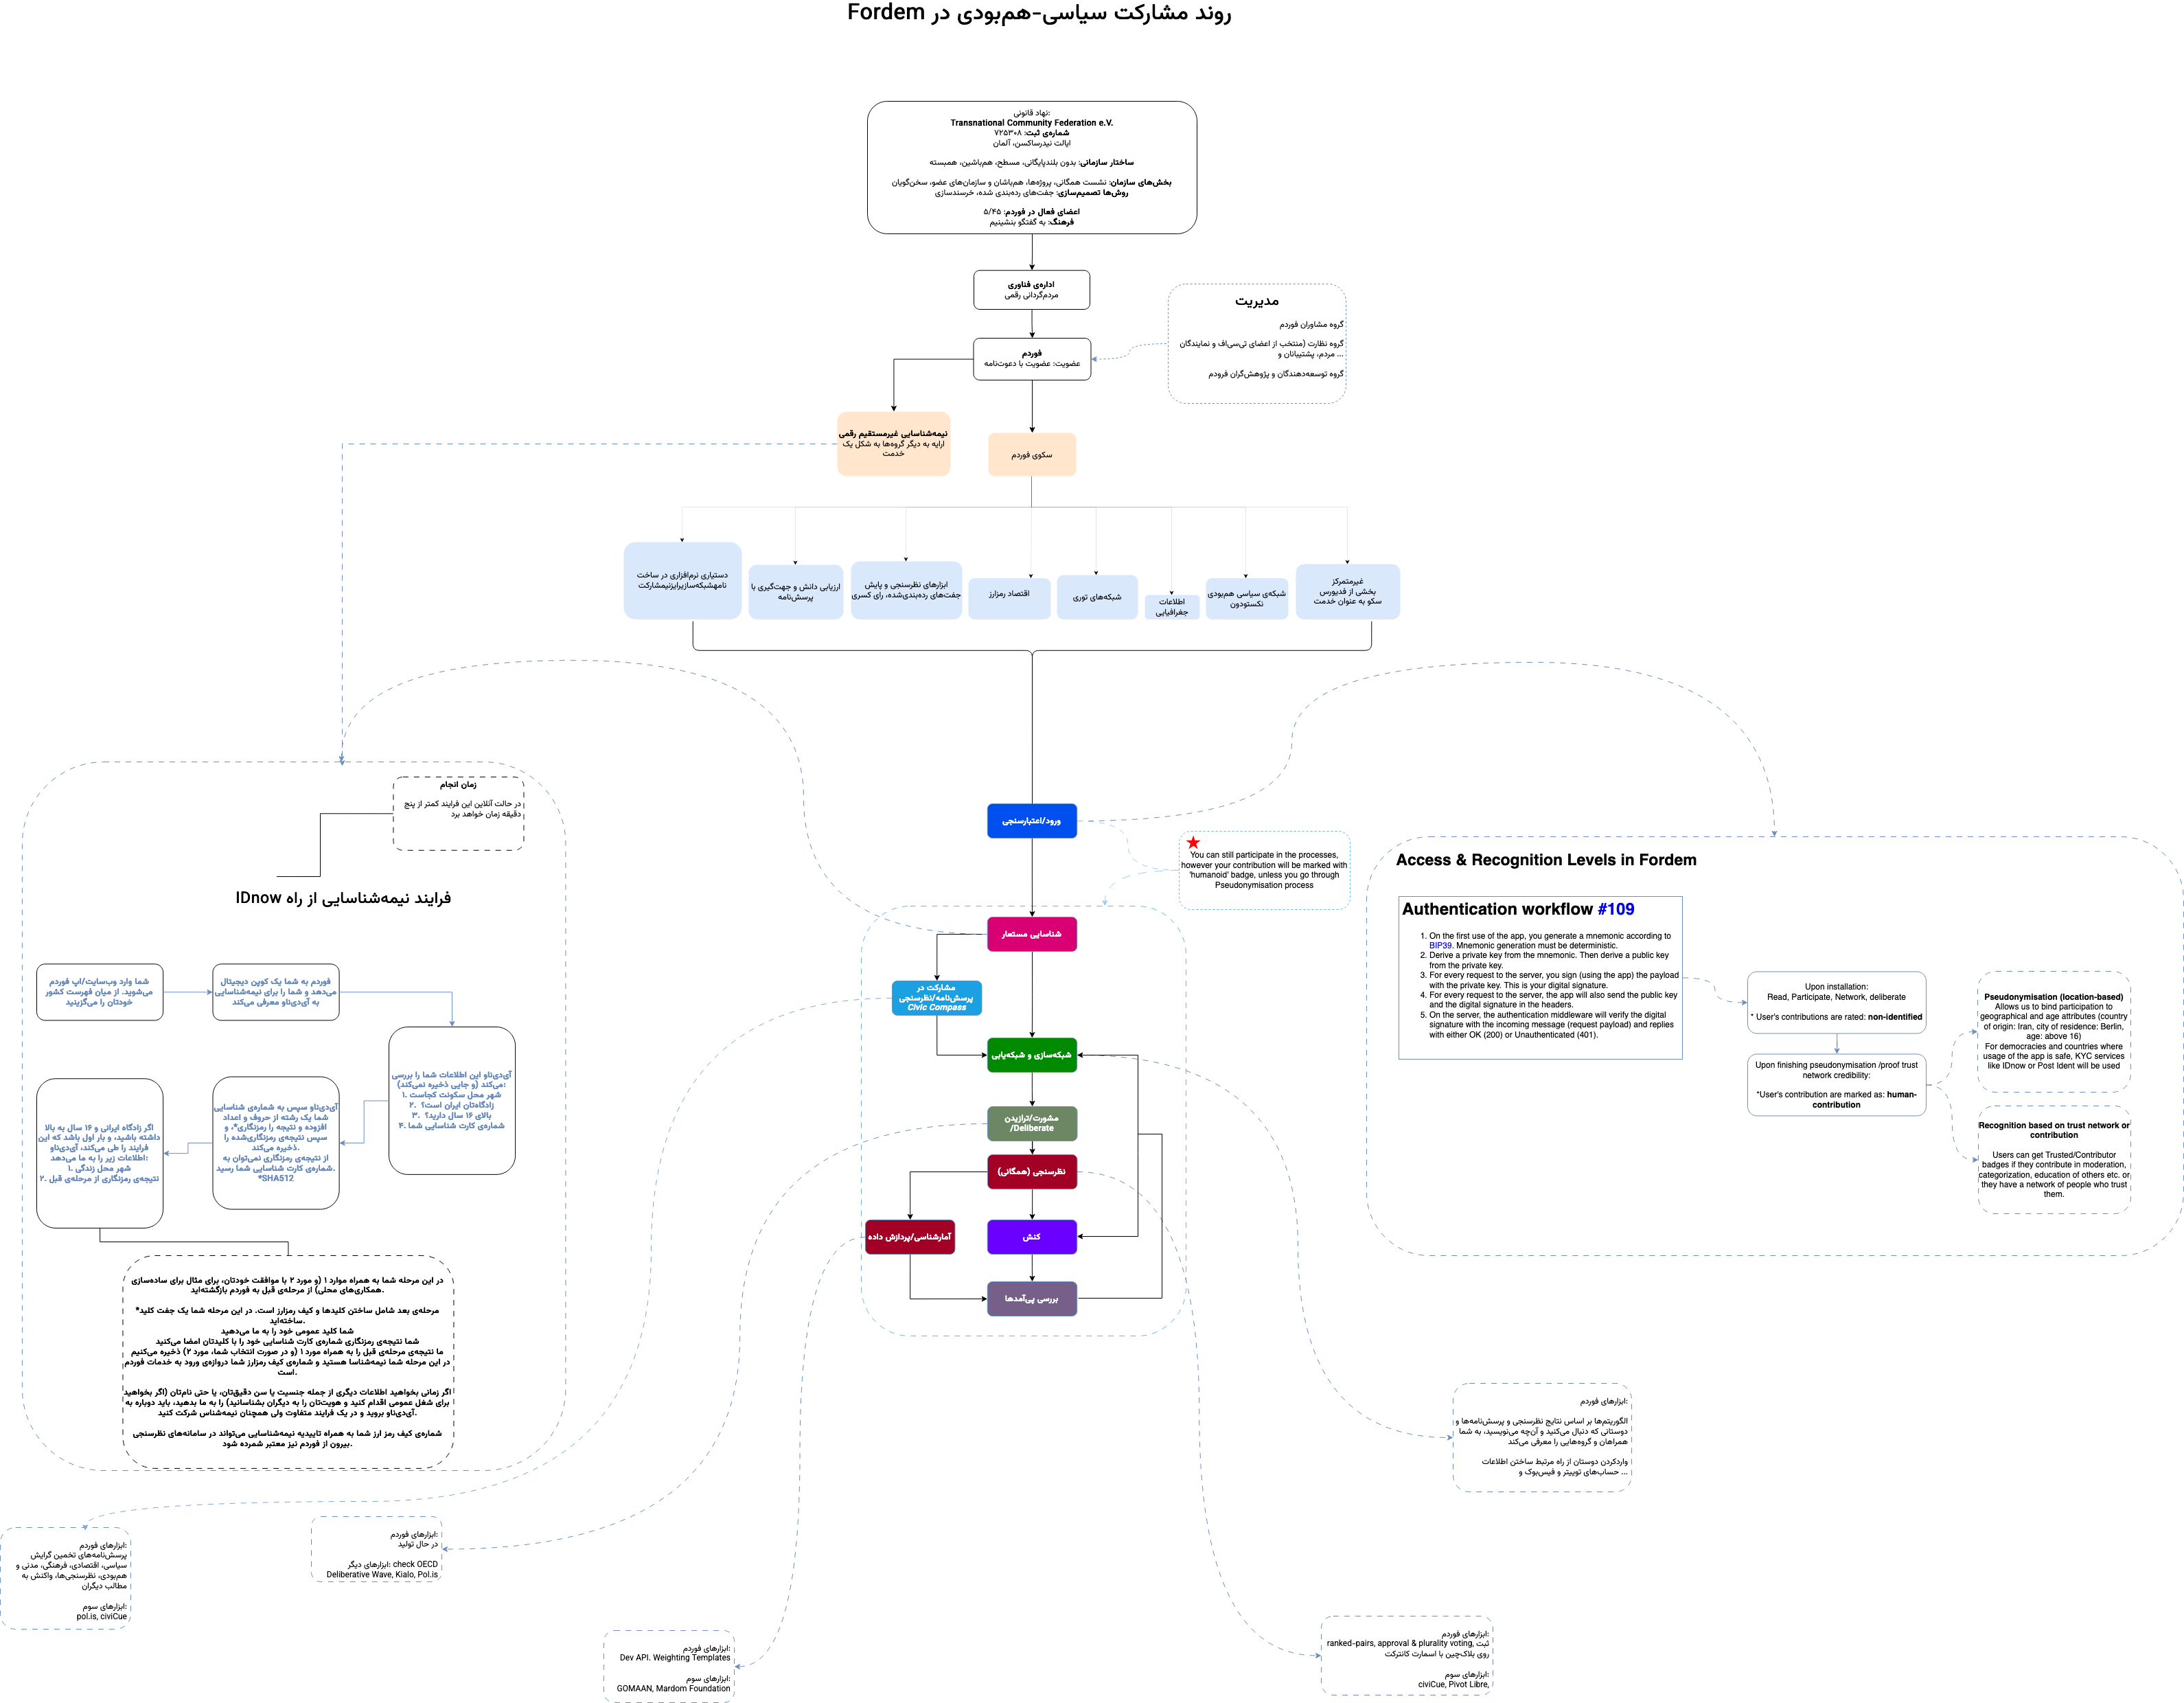 روند مشارکت سیاسی-هم‌بودی در Fordem
نهاد قانونی:
Transnational Community Federation e.V.
شماره‌ی ثبت: ۷۲۵۳۰۸
ایالت نیدرساکسن، آلمان
ساختار سازمانی: بدون بلندپایگانی، مسطح، هم‌باشین، همبسته
بخش‌های سازمان: نشست همگانی، پروژه‌ها، هم‌باشان و سازمان‌های عضو، سخن‌گویان
روش‌ها تصمیم‌سازی: جفت‌های رده‌بندی شده، خرسندسازی
اعضای فعال در فوردم: ۵/۴۵
فرهنگ: به گفتگو بنشینیم
اداره‌ی فناوری
مردم‌گردانی رقمی
مدیریت
گروه مشاوران فوردم
گروه نظارت (منتخب از اعضای تی‌سی‌اف و نمایندگان
مردم، پشتیبانان و ...
گروه توسعه‌دهندگان و پژوهش‌گران فرودم
فوردم
عضویت: عضویت با دعوت‌نامه
نیمه‌شناسایی غیرمستقیم رقمی
ارایه به دیگر گروه‌ها به شکل یک
خدمت
سکوی فوردم
دستیاری نرم‌افزاری در ساخت
نامهشبکه‌سازیرایزنیمشارکت
ارزیابی دانش و جهت‌گیری با
پرسش‌نامه
ابزارهای نظرسنجی و پایش
جفت‌های رده‌بندی‌شده، رای کسری
اقتصاد رمزارز
شبکه‌های توری
اطلاعات
جغرافیایی
شبکه‌ی سیاسی هم‌بودی
نکستودون
غیرمتمرکز
بخشی از فدیورس
سکو به عنوان خدمت
زمان انجام
در حالت آنلاین این فرایند کمتر از پنج
دقیقه زمان خواهد برد
فرایند نیمه‌شناسایی از راه IDnow
شما وارد وب‌سایت/اپ فوردم
می‌شوید. از میان فهرست کشور
خودتان را می‌گزینید
فوردم به شما یک کوپن دیجیتال
می‌دهد و شما را برای نیمه‌شناسایی
به آی‌دی‌ناو معرفی می‌کند
آی‌دی‌ناو این اطلاعات شما را بررسی
می‌کند (و جایی ذخیره نمی‌کند):
۱. شهر محل سکونت کجاست
۲. زادگاه‌تان ایران است؟
۳. بالای ۱۶ سال دارید؟
۴. شماره‌ی کارت شناسایی شما
آی‌دی‌ناو سپس به شماره‌ی شناسایی
شما یک رشته از حروف و اعداد
افزوده و نتیجه را رمزنگاری*، و
سپس نتیجه‌ی رمزنگاری‌شده را
ذخیره می‌کند.
از نتیجه‌ی رمزنگاری نمی‌توان به
شماره‌ی کارت شناسایی شما رسید.
*SHA512
اگر زادگاه ایرانی و ۱۶ سال به بالا
داشته باشید، و بار اول باشد که این
فرایند را طی می‌کند، آی‌دی‌ناو
اطلاعات زیر را به ما می‌دهد:
۱. شهر محل زندگی
۲. نتیجه‌ی رمزنگاری از مرحله‌ی قبل
در این مرحله شما به همراه موارد ۱ (و مورد ۲ با موافقت خودتان، برای مثال برای ساده‌سازی
همکاری‌های محلی) از مرحله‌ی قبل به فوردم بازگشته‌اید.
*مرحله‌ی بعد شامل ساختن کلیدها و کیف رمزارز است. در این مرحله شما یک جفت کلید
ساخته‌اید.
شما کلید عمومی خود را به ما می‌دهید
شما نتیجه‌ی رمزنگاری شماره‌ی کارت شناسایی خود را با کلیدتان امضا می‌کنید
ما نتیجه‌ی مرحله‌ی قبل را به همراه مورد ۱ (و در صورت انتخاب شما، مورد ۲) ذخیره می‌کنیم
در این مرحله شما نیمه‌شناسا هستید و شماره‌ی کیف رمزارز شما دروازه‌ی ورود به خدمات فوردم
است.
اگر زمانی بخواهید اطلاعات دیگری از جمله جنسیت یا سن دقیق‌تان، یا حتی نام‌تان (اگر بخواهید
برای شغل عمومی اقدام کنید و هویت‌تان را به دیگران بشناسانید) را به ما بدهید، باید دوباره به
آی‌دی‌ناو بروید و در یک فرایند متفاوت ولی همچنان نیمه‌شناس شرکت کنید.
شماره‌ی کیف رمز ارز شما به همراه تاییدیه نیمه‌شناسایی می‌تواند در سامانه‌های نظرسنجی
بیرون از فوردم نیز معتبر شمرده شود.
ورود/اعتبارسنجی
You can still participate in the processes,
however your contribution will be marked with
'humanoid' badge, unless you go through
Pseudonymisation process
شناسایی مستعار
مشارکت در
پرسش‌نامه/نظرسنجی
Civic Compass
شبکه‌سازی و شبکه‌یابی
مشورت/ترازیدن
/Deliberate
نظرسنجی (همگانی)
آمارشناسی/پردازش داده
کنش
بررسی پی‌آمدها
Access & Recognition Levels in Fordem
Authentication workflow #109
1. On the first use of the app, you generate a mnemonic according to
BIP39. Mnemonic generation must be deterministic.
2. Derive a private key from the mnemonic. Then derive a public key
from the private key.
3. For every request to the server, you sign (using the app) the payload
with the private key. This is your digital signature.
4. For every request to the server, the app will also send the public key
and the digital signature in the headers.
5. On the server, the authentication middleware will verify the digital
signature with the incoming message (request payload) and replies
with either OK (200) or Unauthenticated (401).
Upon installation:
Read, Participate, Network, deliberate
* User's contributions are rated: non-identified
Upon finishing pseudonymisation /proof trust
network credibility:
*User's contribution are marked as: human-
contribution
Pseudonymisation (location-based)
Allows us to bind participation to
geographical and age attributes (country
of origin: Iran, city of residence: Berlin,
age: above 16)
For democracies and countries where
usage of the app is safe, KYC services
like IDnow or Post Ident will be used
Recognition based on trust network or
contribution
Users can get Trusted/Contributor
badges if they contribute in moderation,
categorization, education of others etc. or
they have a network of people who trust
them.
ابزارهای فوردم:
الگوریتم‌ها بر اساس نتایج نظرسنجی و پرسش‌نامه‌ها و
دوستانی که دنبال می‌کنید و آن‌چه می‌نویسید، به شما
همراهان و گروه‌هایی را معرفی می‌کند
واردکردن دوستان از راه مرتبط ساختن اطلاعات
حساب‌های توییتر و فیس‌بوک و ...
ابزارهای فوردم:
پرسش‌نامه‌های تخمین گرایش
سیاسی، اقتصادی، فرهنگی، مدنی و
هم‌بودی، نظرسنجی‌ها، واکنش به
مطالب دیگران
ابزارهای سوم:
pol.is, civiCue
ابزارهای فوردم:
در حال تولید
ابزارهای دیگر: check OECD
Deliberative Wave, Kialo, Pol.is
ابزارهای فوردم:
Dev API. Weighting Templates
ابزارهای سوم:
GOMAAN, Mardom Foundation
ابزارهای فوردم:
ranked-pairs, approval & plurality voting, ثبت
روی بلاک‌چین با اسمارت کانترکت
ابزارهای سوم:
civiCue, Pivot Libre,